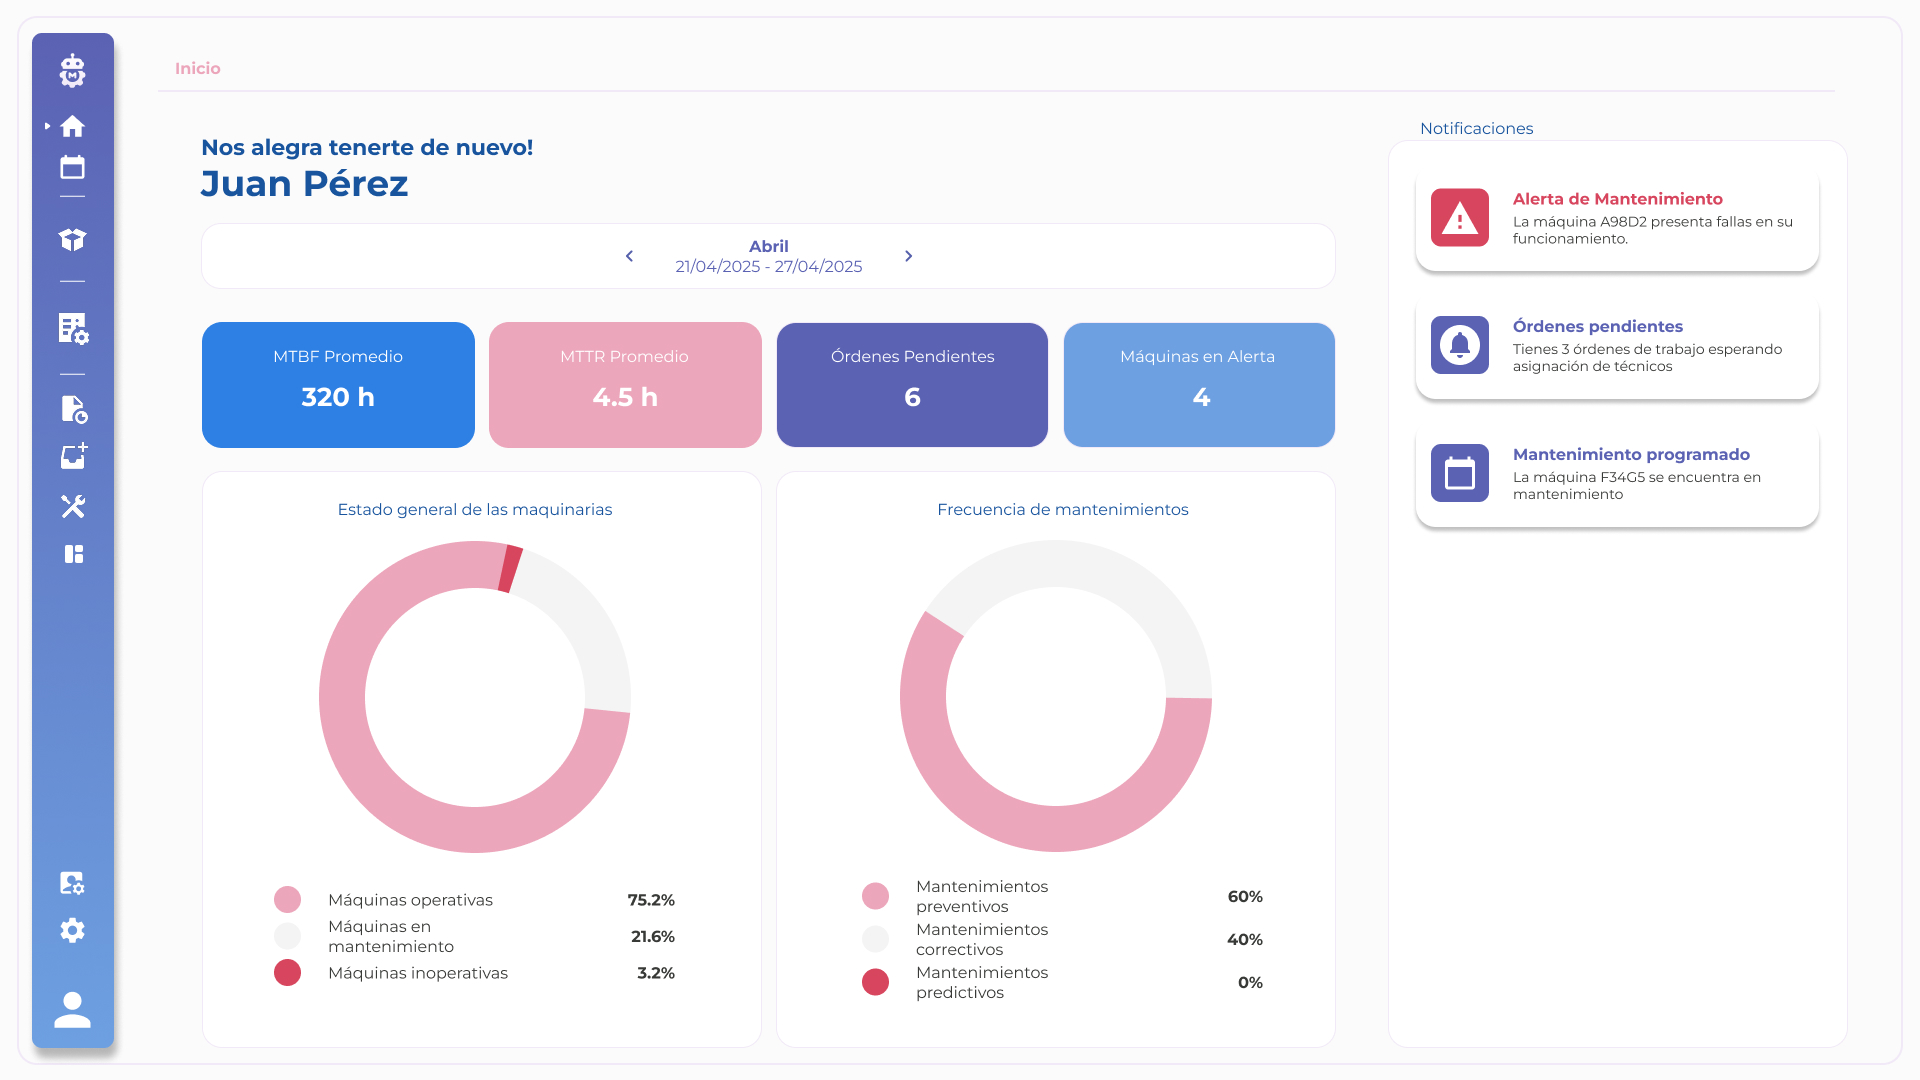 M
Inicio
Nos alegra tenerte de nuevo!
Juan Pérez
Abril
21/04/2025 - 27/04/2025
MTBF Promedio
320 h
MTTR Promedio
4.5 h
Órdenes Pendientes
6
Máquinas en Alerta
4
Estado general de las maquinarias
Máquinas operativas 75.2%
Máquinas en
mantenimiento 21.6%
Máquinas inoperativas 3.2%
Frecuencia de mantenimientos
Mantenimientos
preventivos 60%
Mantenimientos
correctivos 40%
Mantenimientos
predictivos 0%
Notificaciones
Alerta de Mantenimiento
La máquina A98D2 presenta fallas en su
funcionamiento.
Órdenes pendientes
Tienes 3 órdenes de trabajo esperando
asignación de técnicos
Mantenimiento programado
La máquina F34G5 se encuentra en
mantenimiento